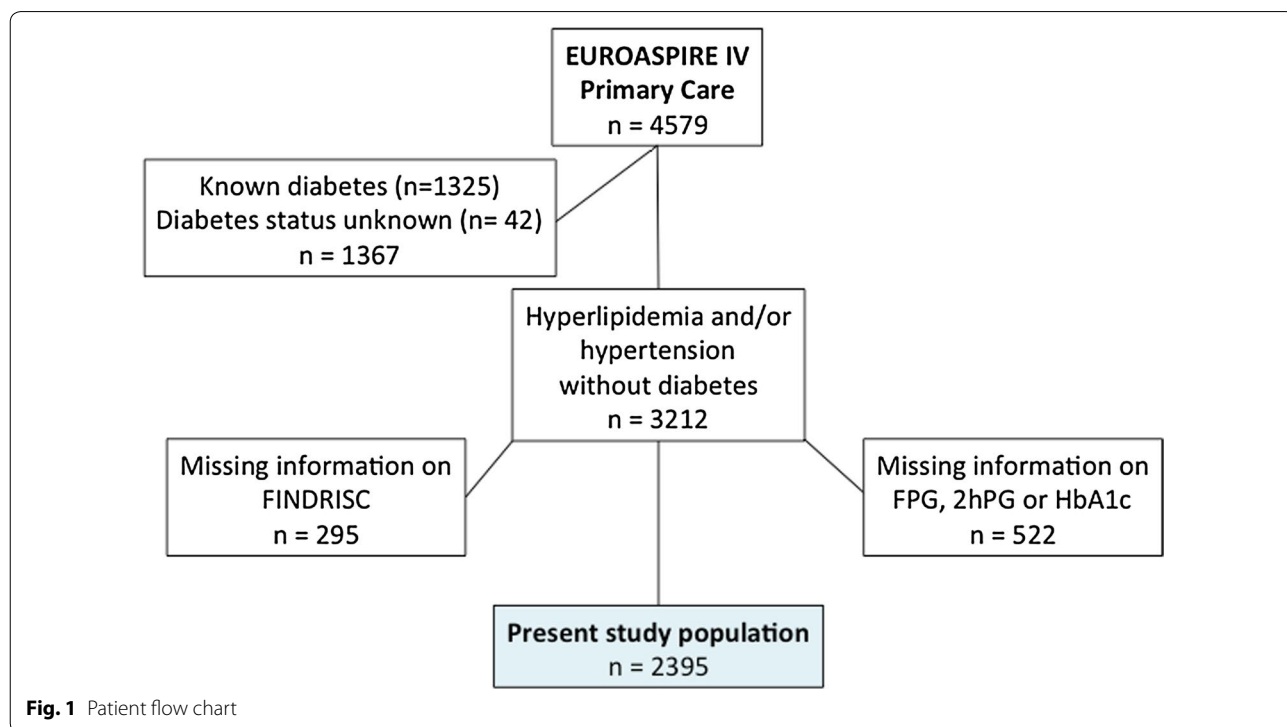 EUROASPIRE IV
Primary Care
n = 4579
Known diabetes (n=1325)
Diabetes status unknown (n= 42)
n = 1367
Hyperlipidemia and/or
hypertension
without diabetes
n = 3212
Missing information on
FINDRISC
n = 295
Missing information on
FPG, 2hPG or HbA1c
n = 522
Present study population
n = 2395
Fig. 1 Patient flow chart